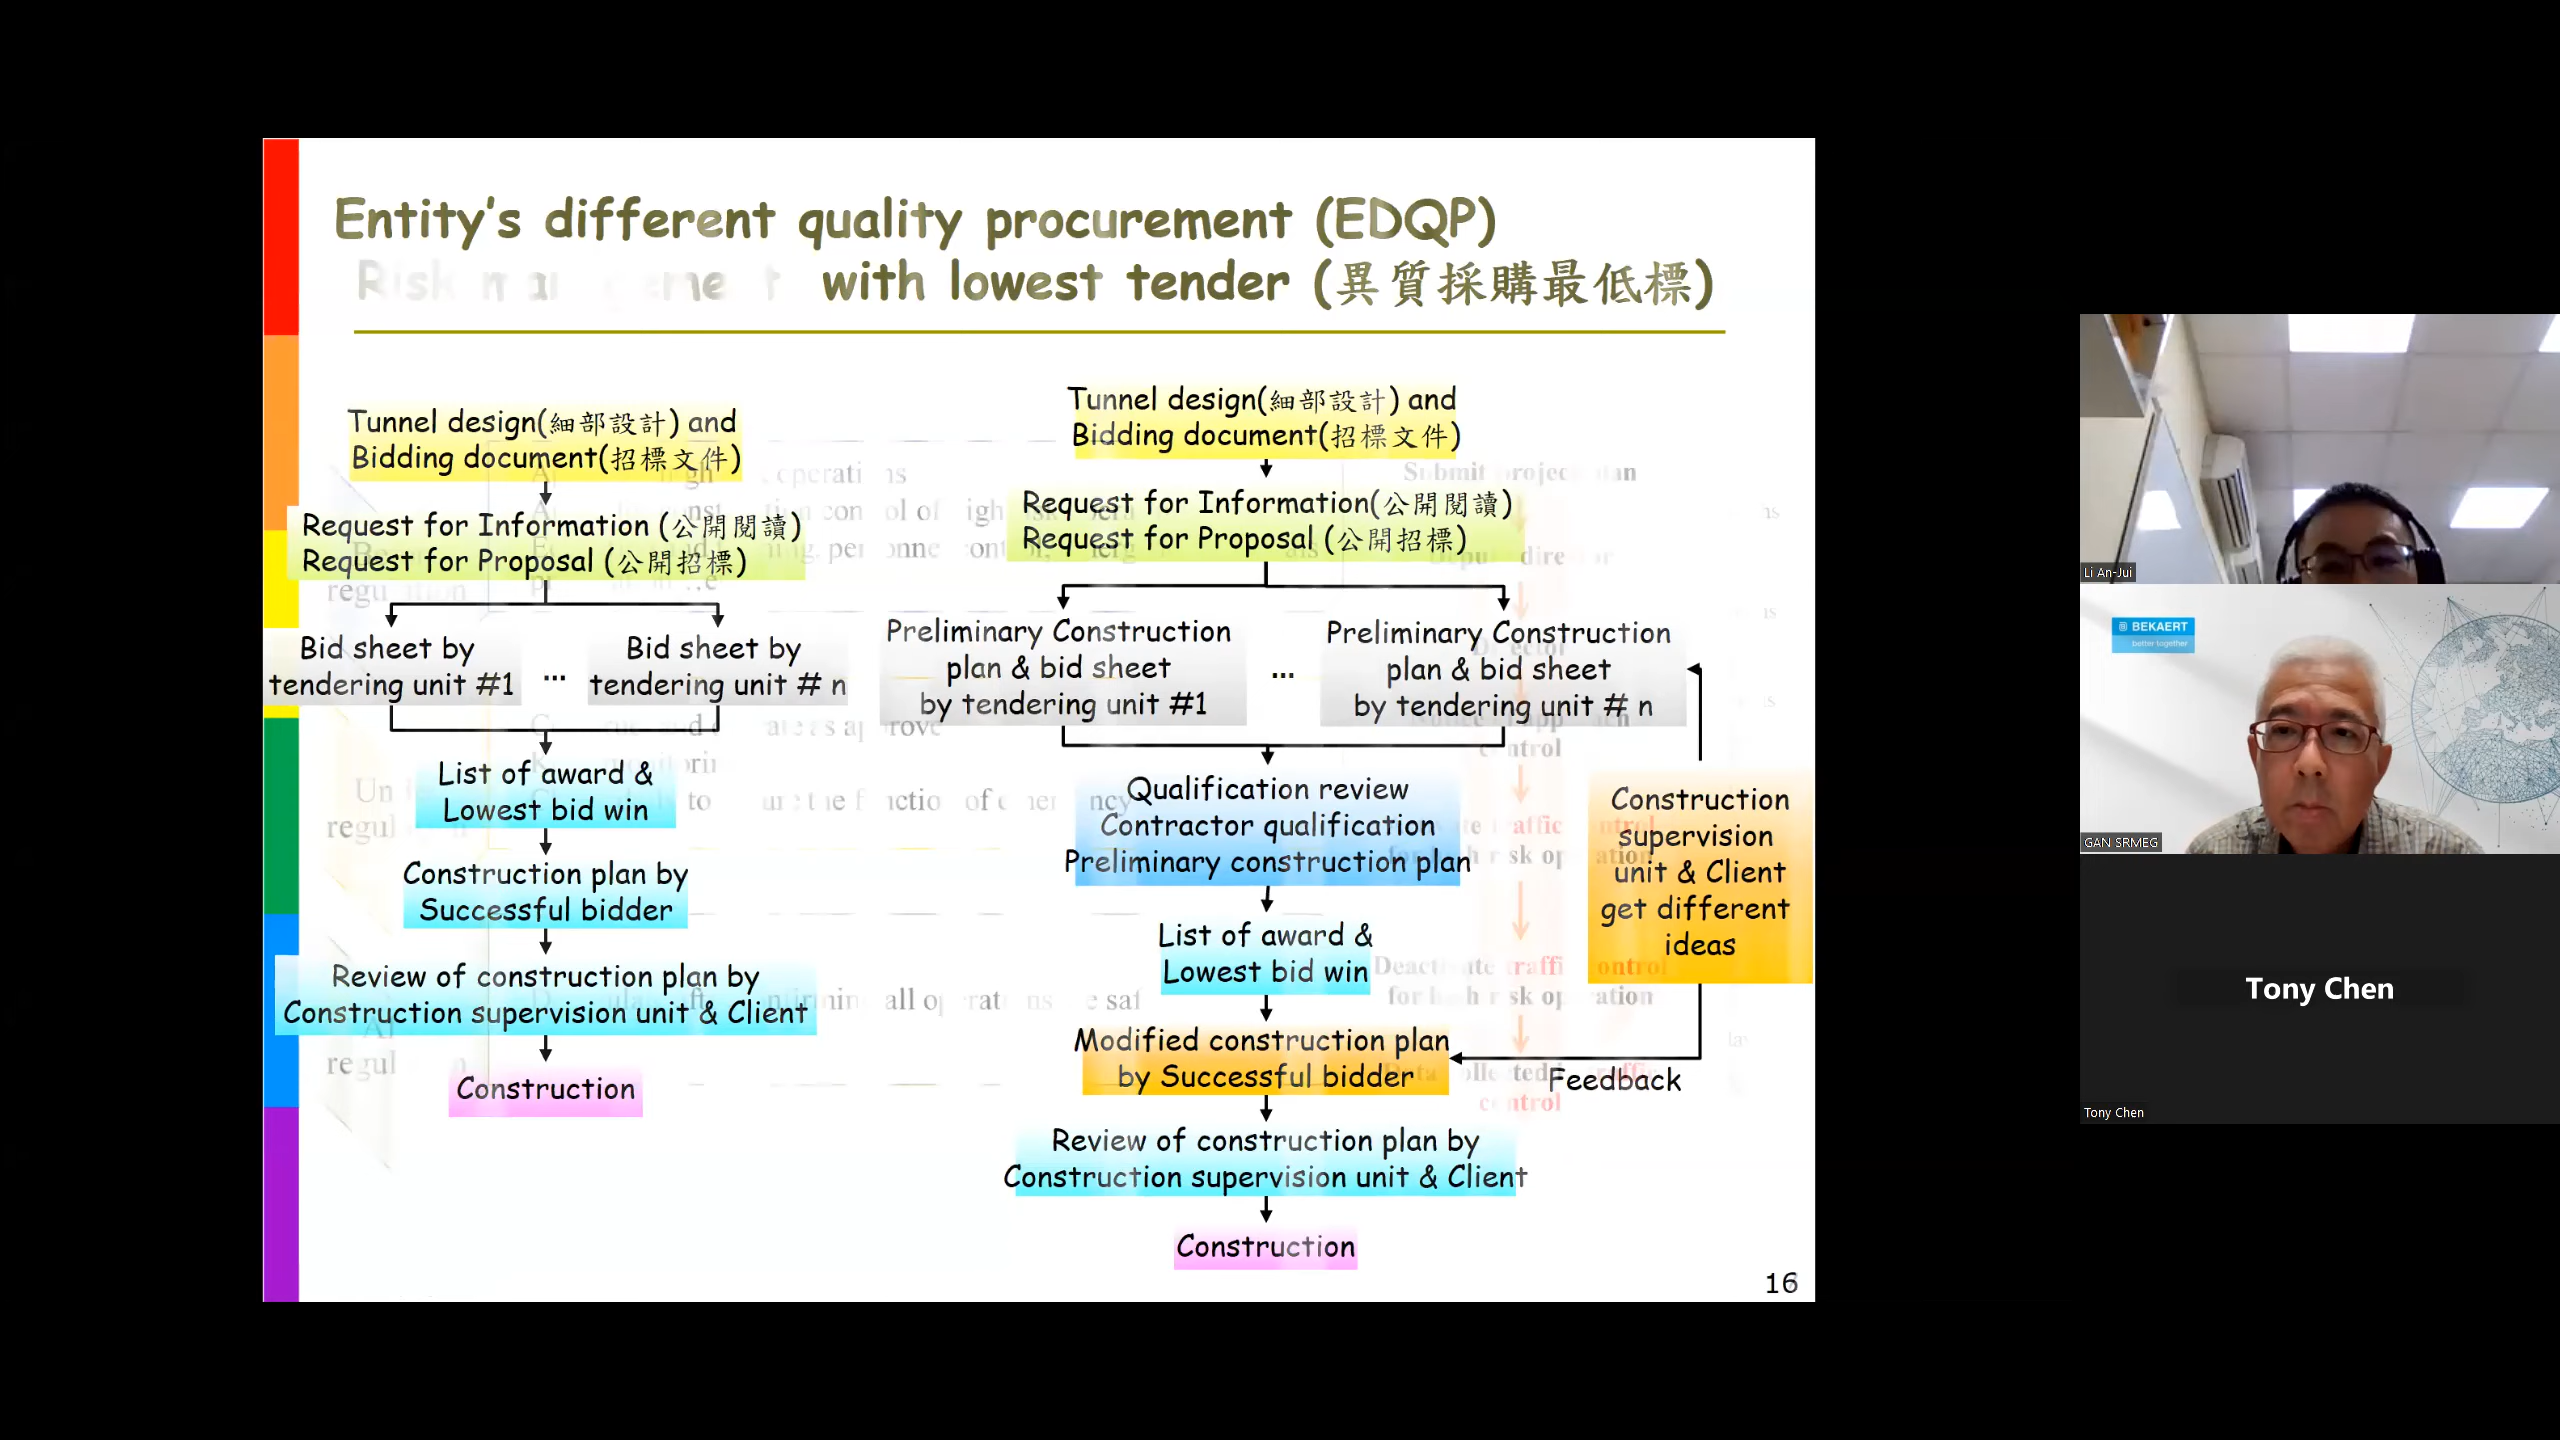 Entity's different quality procurement (EDQP)
Risk management with lowest tender (異質採購最低標)
Tunnel design(細部設計) and
Bidding document(招標文件)
Request for Information (公開閱讀)
Request for Proposal (公開招標)
Bid sheet by
tendering unit #1
...
Bid sheet by
tendering unit # n
List of award &
Lowest bid win
Construction plan by
Successful bidder
Review of construction plan by
Construction supervision unit & Client
Construction
Tunnel design(細部設計) and
Bidding document(招標文件)
Request for Information(公開閱讀)
Request for Proposal (公開招標)
Preliminary Construction
plan & bid sheet
by tendering unit #1
...
Preliminary Construction
plan & bid sheet
by tendering unit # n
Qualification review
Contractor qualification
Preliminary construction plan
List of award &
Lowest bid win
Modified construction plan
by Successful bidder
Review of construction plan by
Construction supervision unit & Client
Construction
Construction
supervision
unit & Client
get different
ideas
Feedback
16
Li An-Jui
BEKAERT
better together
GAN SRMEG
Tony Chen
Tony Chen